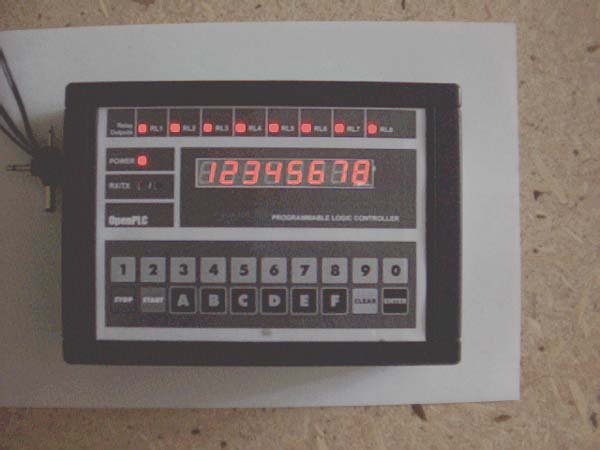 Relay Outputs RL1 RL2 RL3 RL4 RL5 RL6 RL7 RL8
POWER
12345678
RX/TX /
OpenPLC
PROGRAMMABLE LOGIC CONTROLLER
1 2 3 4 5 6 7 8 9 0
STOP START A B C D E F CLEAR ENTER